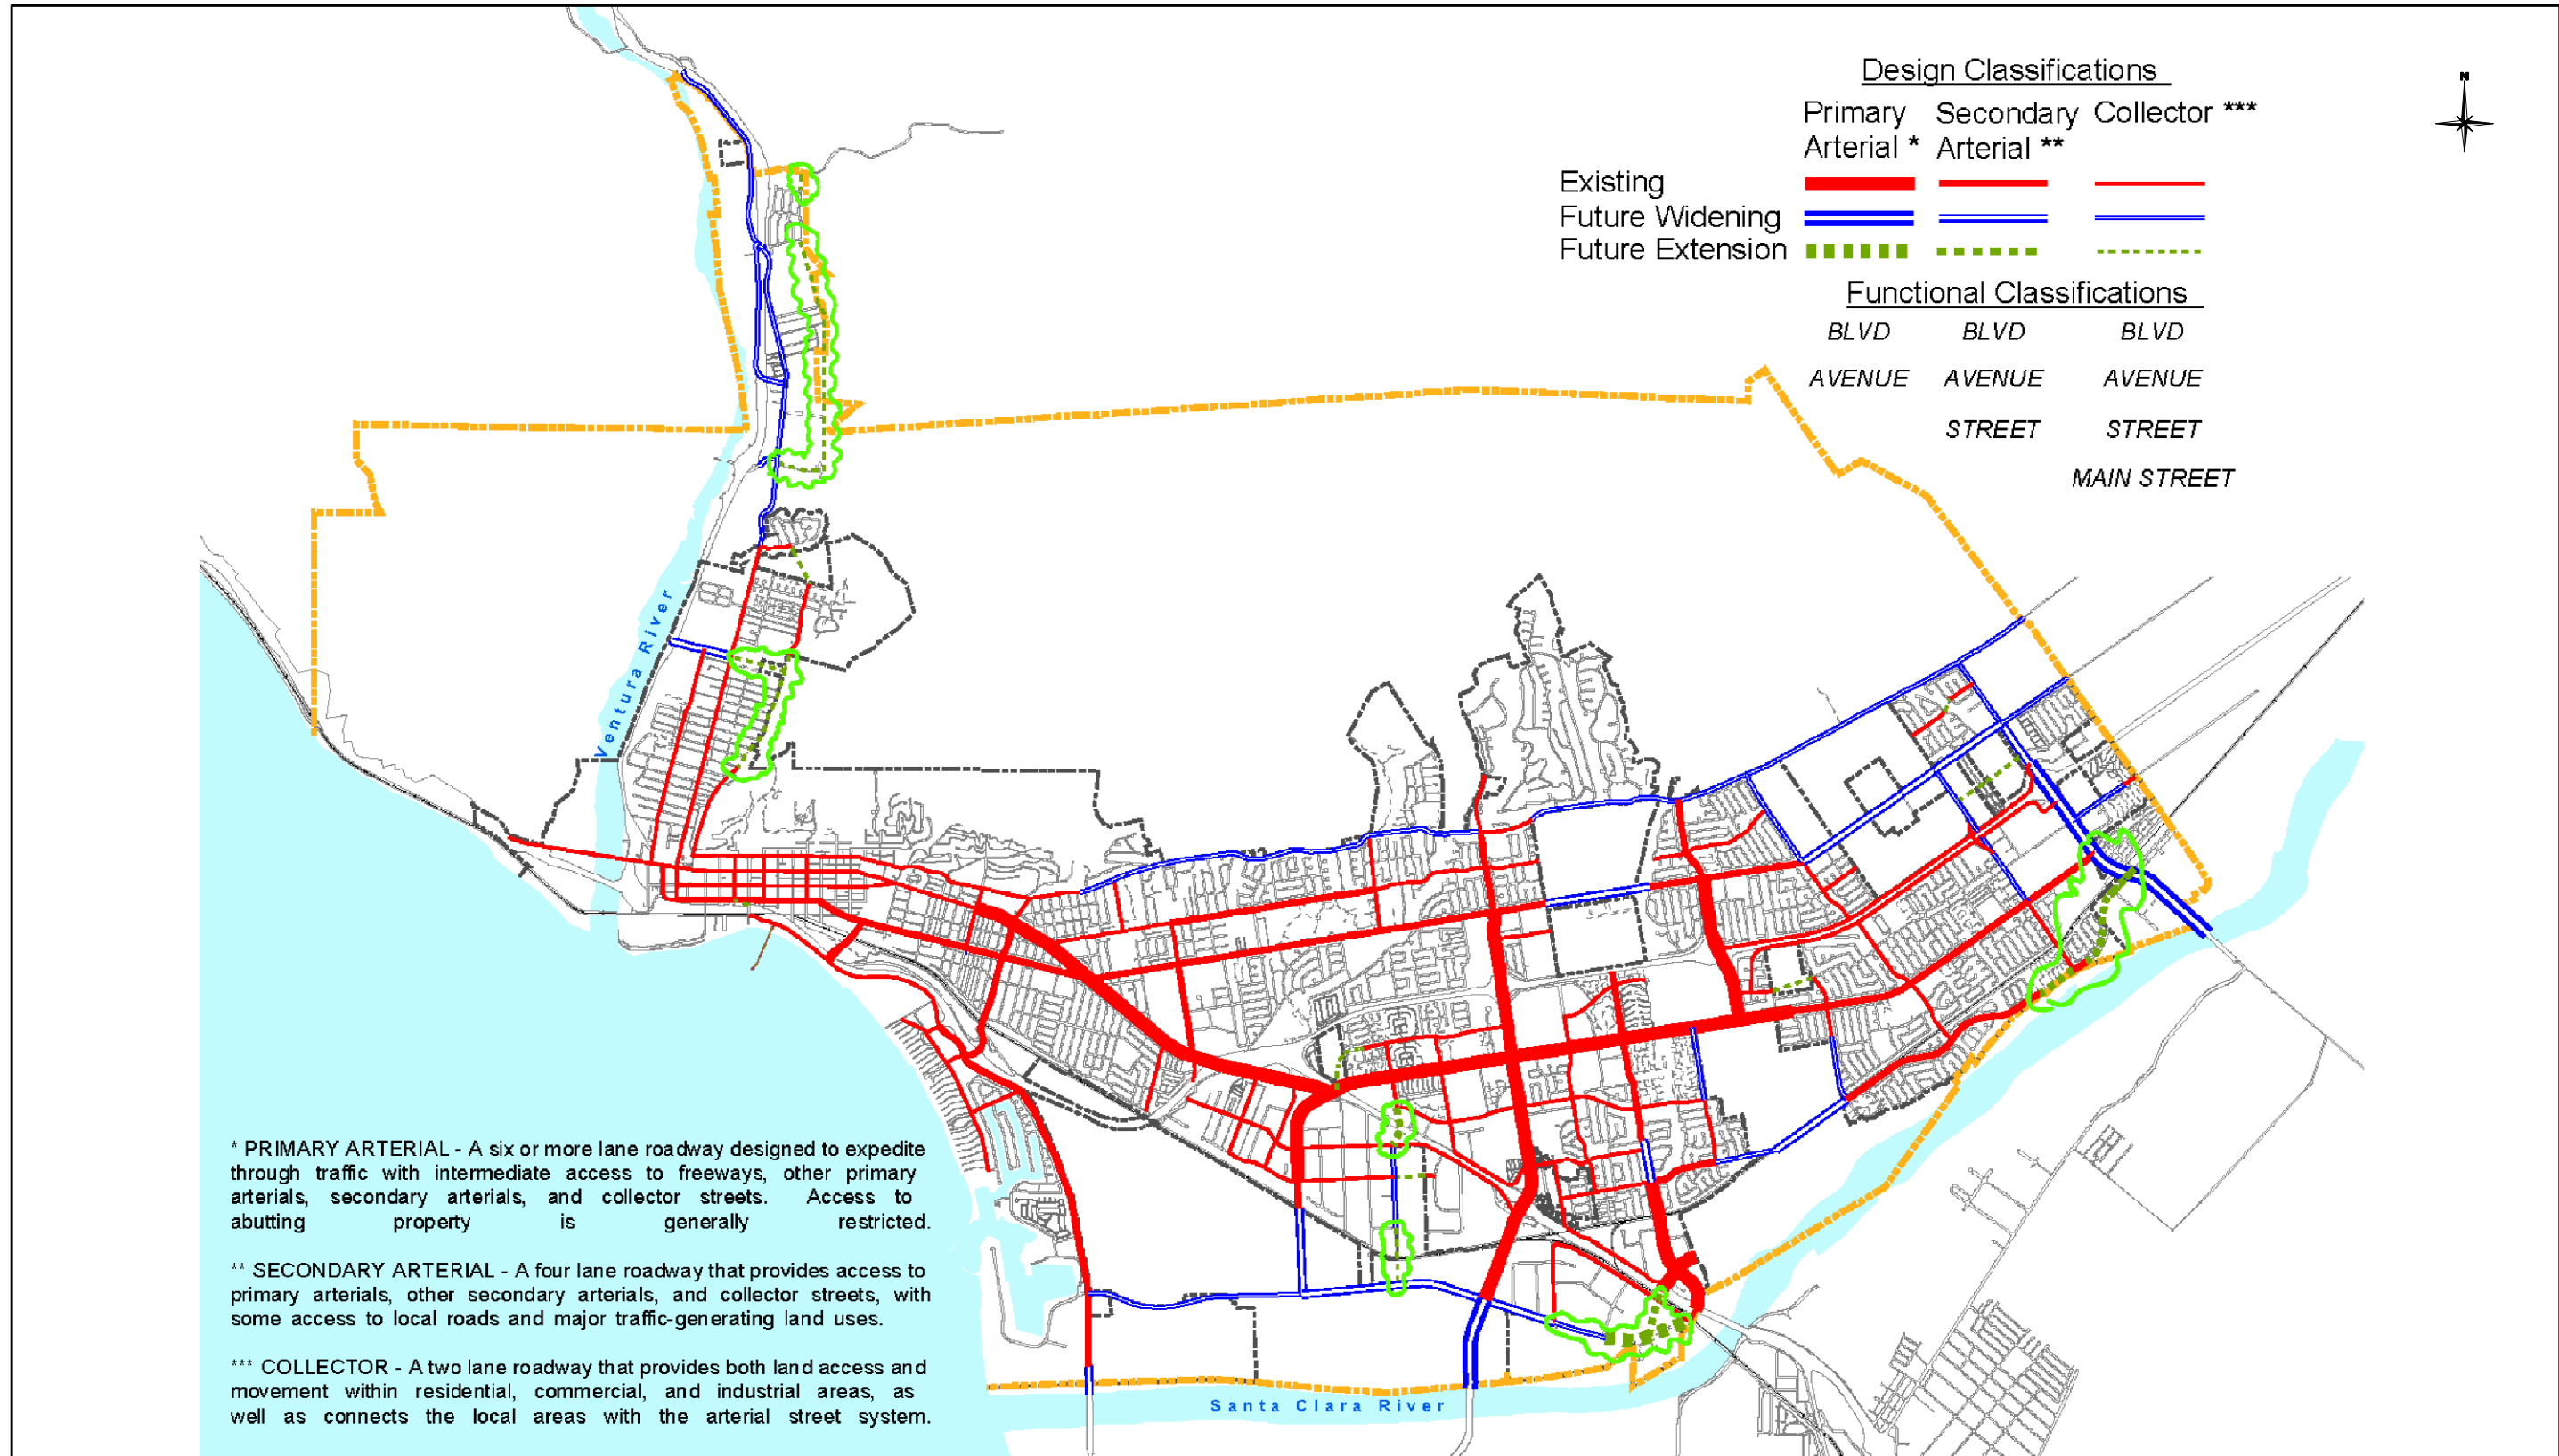 Design Classifications
N
Primary Arterial *
Secondary Arterial **
Collector ***
Existing
Future Widening
Future Extension
Functional Classifications
BLVD BLVD BLVD
AVENUE AVENUE AVENUE
STREET STREET
MAIN STREET
Ventura River
* PRIMARY ARTERIAL - A six or more lane roadway designed to expedite
through traffic with intermediate access to freeways, other primary
arterials, secondary arterials, and collector streets. Access to
abutting property is generally restricted.
** SECONDARY ARTERIAL - A four lane roadway that provides access to
primary arterials, other secondary arterials, and collector streets, with
some access to local roads and major traffic-generating land uses.
*** COLLECTOR - A two lane roadway that provides both land access and
movement within residential, commercial, and industrial areas, as
well as connects the local areas with the arterial street system.
Santa Clara River